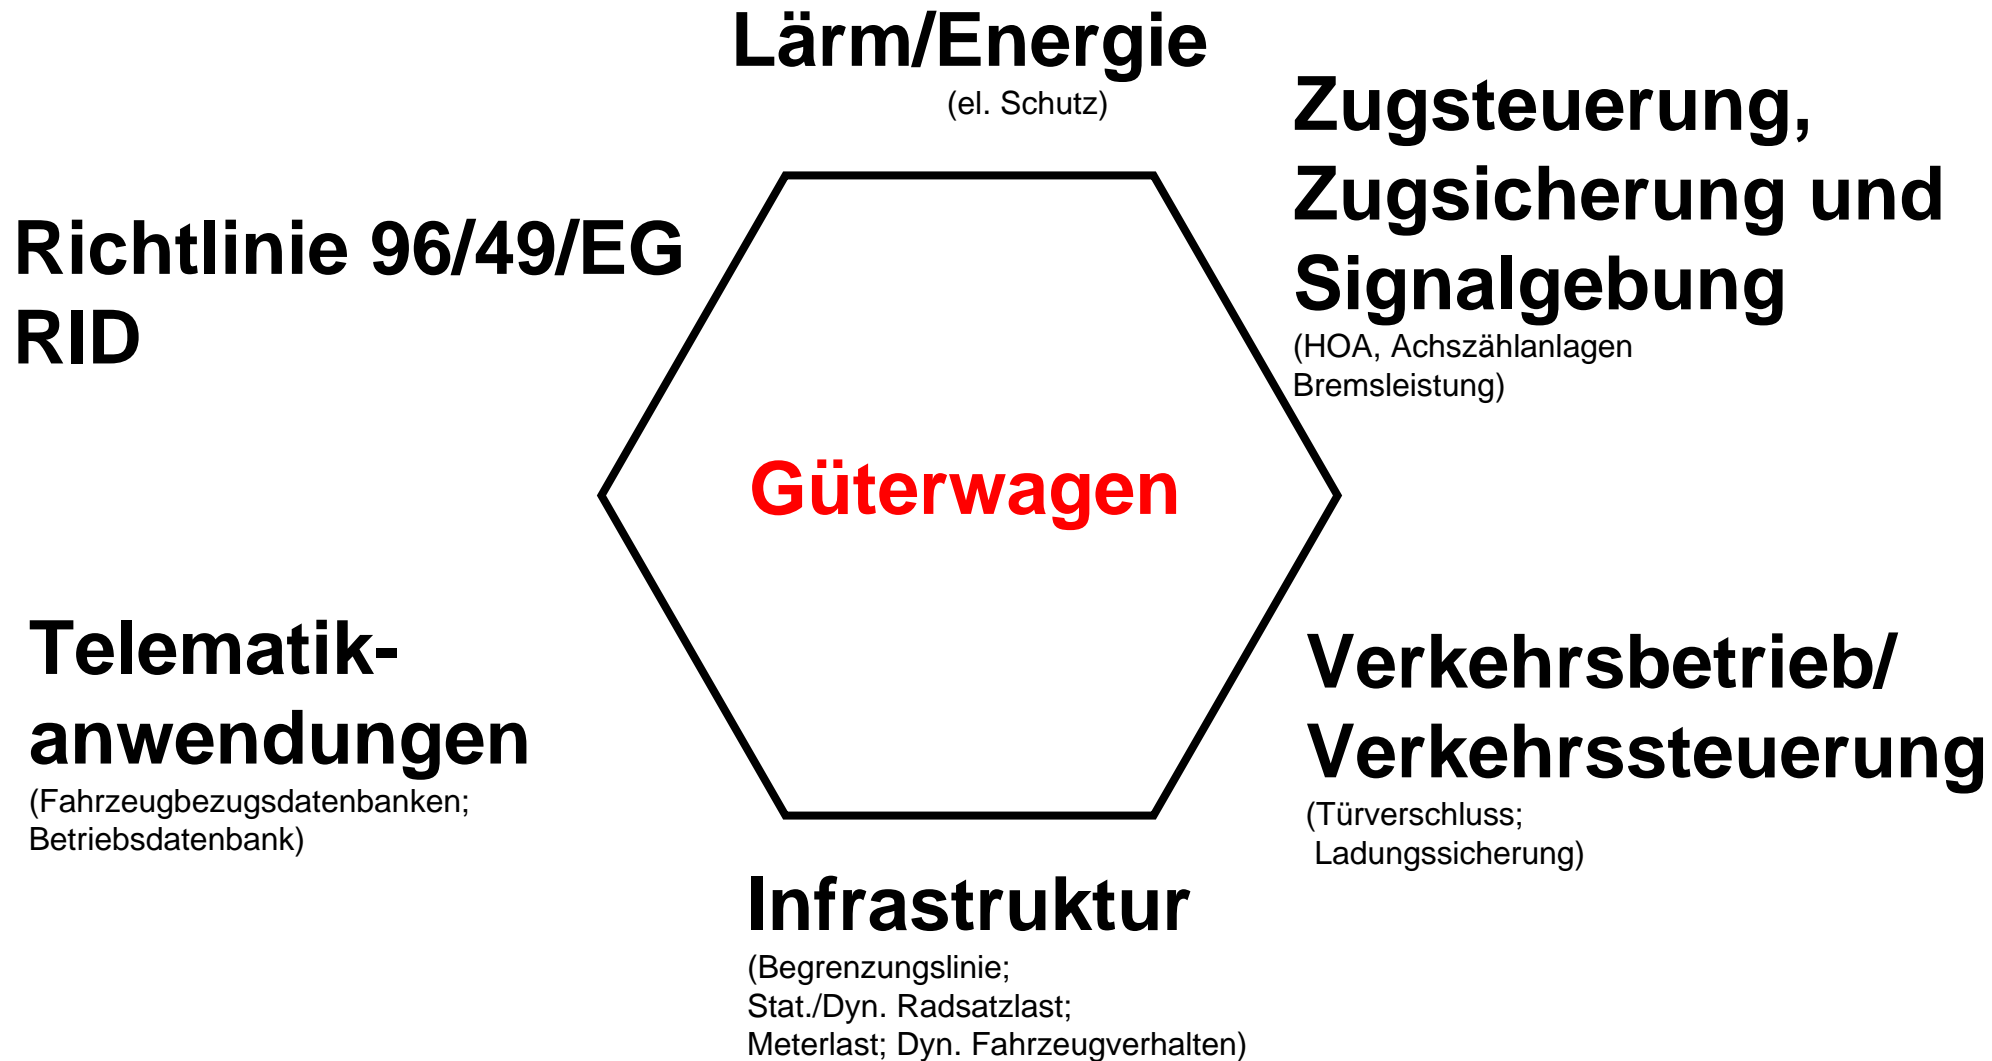 Lärm/Energie
(el. Schutz)
Zugsteuerung,
Zugsicherung und
Signalgebung
(HOA, Achszählanlagen
Bremsleistung)
Richtlinie 96/49/EG
RID
Güterwagen
Telematik-
anwendungen
(Fahrzeugbezugsdatenbanken;
Betriebsdatenbank)
Verkehrsbetrieb/
Verkehrssteuerung
(Türverschluss;
Ladungssicherung)
Infrastruktur
(Begrenzungslinie;
Stat./Dyn. Radsatzlast;
Meterlast; Dyn. Fahrzeugverhalten)